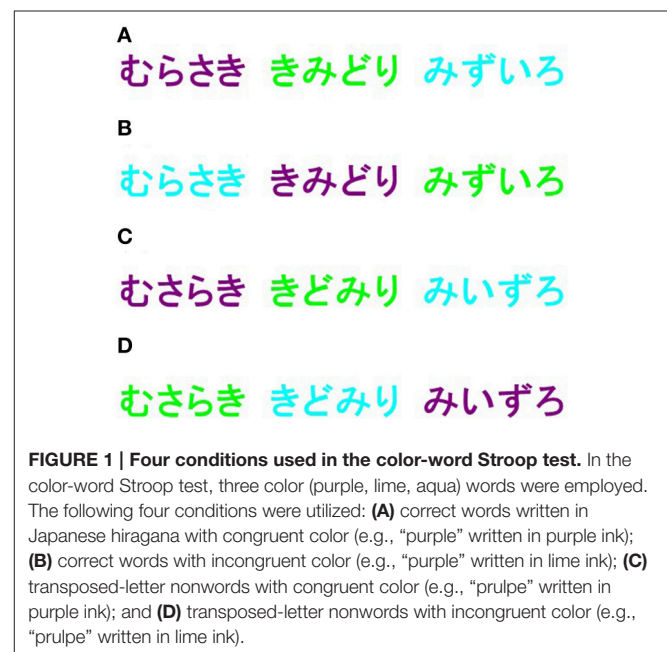 A
むらさき きみどり みずいろ
B
むらさき きみどり みずいろ
C
むさらき きどみり みいずろ
D
むさらき きどみり みいずろ
FIGURE 1 | Four conditions used in the color-word Stroop test. In the
color-word Stroop test, three color (purple, lime, aqua) words were employed.
The following four conditions were utilized: (A) correct words written in
Japanese hiragana with congruent color (e.g., “purple” written in purple ink);
(B) correct words with incongruent color (e.g., “purple” written in lime ink); (C)
transposed-letter nonwords with congruent color (e.g., “prulpe” written in
purple ink); and (D) transposed-letter nonwords with incongruent color (e.g.,
“prulpe” written in lime ink).